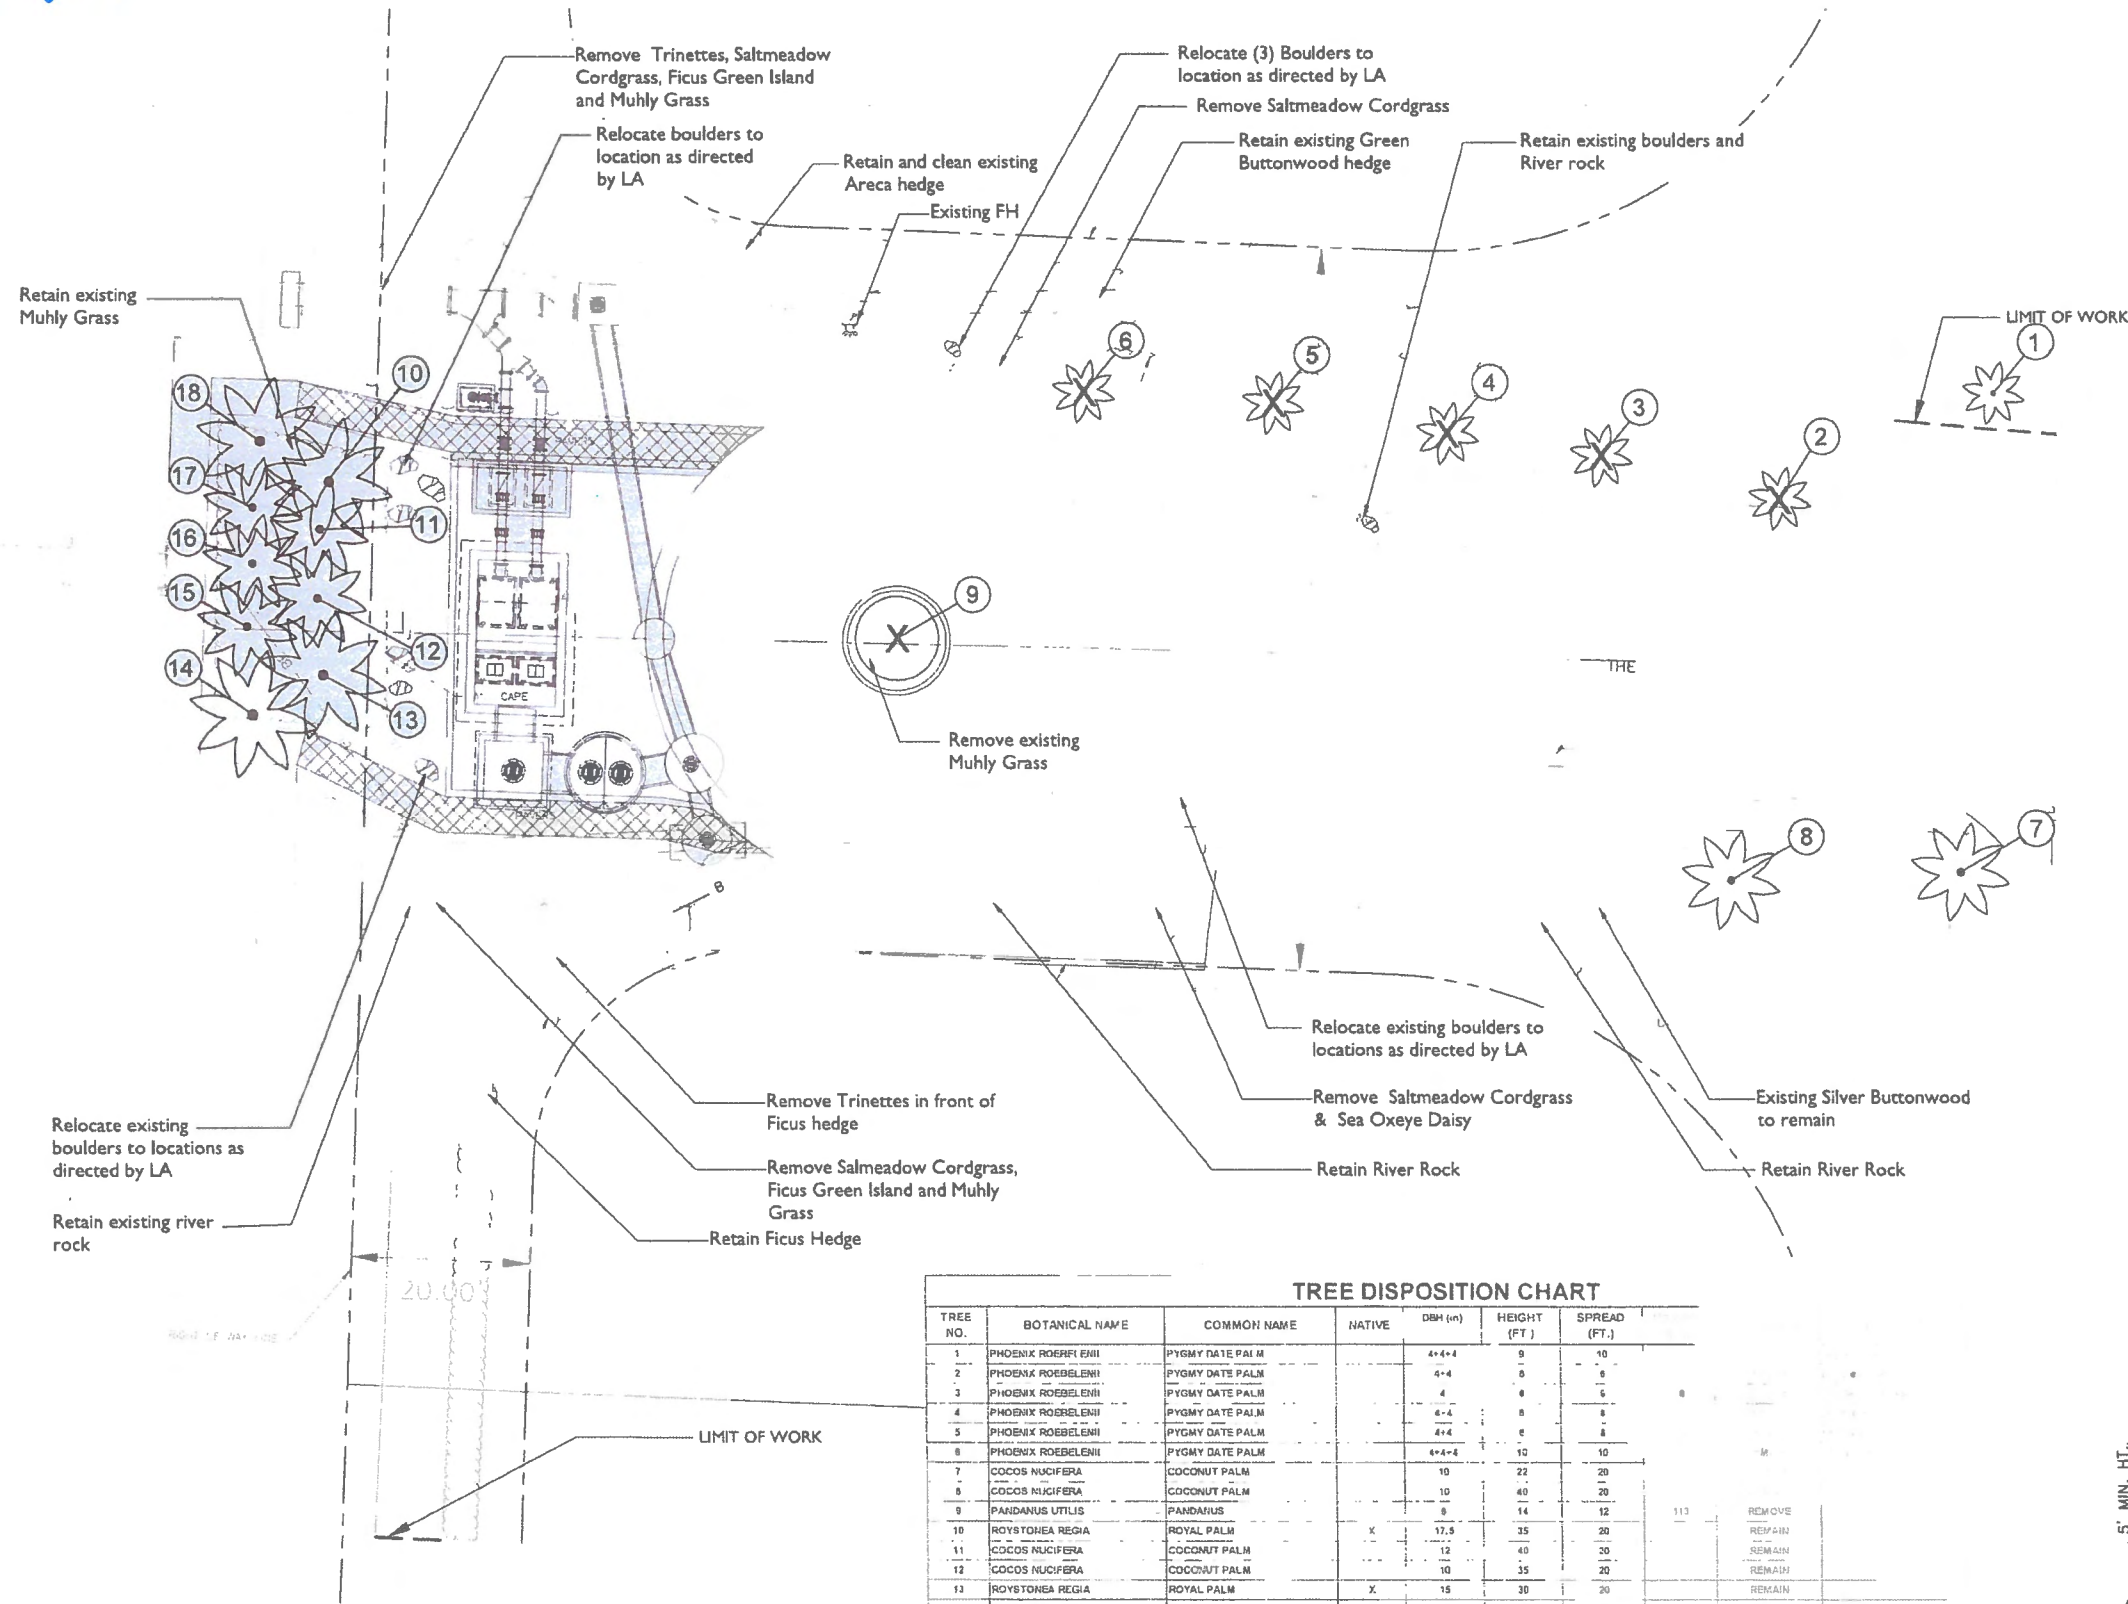 Remove Trinettes, Saltmeadow
Cordgrass, Ficus Green Island
and Muhly Grass
Relocate boulders to
location as directed
by LA
Retain and clean existing
Areca hedge
Existing FH
Relocate (3) Boulders to
location as directed by LA
Remove Saltmeadow Cordgrass
Retain existing Green
Buttonwood hedge
Retain existing boulders and
River rock
Retain existing
Muhly Grass
LIMIT OF WORK
1
6
5
4
3
2
18
10
17
11
16
15
12
14
13
CAPE
9
THE
Remove existing
Muhly Grass
8
7
B
Relocate existing boulders to
locations as directed by LA
Remove Saltmeadow Cordgrass
& Sea Oxeye Daisy
Retain River Rock
Existing Silver Buttonwood
to remain
Retain River Rock
Remove Trinettes in front of
Ficus hedge
Remove Salmeadow Cordgrass,
Ficus Green Island and Muhly
Grass
Retain Ficus Hedge
Relocate existing
boulders to locations as
directed by LA
Retain existing river
rock
20.00'
RIGHT OF WAY LINE
LIMIT OF WORK
5' MIN. HT.
TREE DISPOSITION CHART
TREE NO. BOTANICAL NAME COMMON NAME NATIVE DBH (in) HEIGHT (FT) SPREAD (FT.)
1 PHOENIX ROEBELENII PYGMY DATE PALM 4+4+4 9 10
2 PHOENIX ROEBELENII PYGMY DATE PALM 4+4
3 PHOENIX ROEBELENII PYGMY DATE PALM 4
4 PHOENIX ROEBELENII PYGMY DATE PALM
5 PHOENIX ROEBELENII PYGMY DATE PALM 4+4
6 PHOENIX ROEBELENII PYGMY DATE PALM 4+4+4 10 10
7 COCOS NUCIFERA COCONUT PALM 10 22 20
8 COCOS NUCIFERA COCONUT PALM 10 40 20
9 PANDANUS UTILIS PANDANUS 14 12 113 REMOVE
10 ROYSTONEA REGIA ROYAL PALM X 17.5 35 20 REMAIN
11 COCOS NUCIFERA COCONUT PALM 12 40 20 REMAIN
12 COCOS NUCIFERA COCONUT PALM 10 35 20 REMAIN
13 ROYSTONEA REGIA ROYAL PALM X 15 30 20 REMAIN